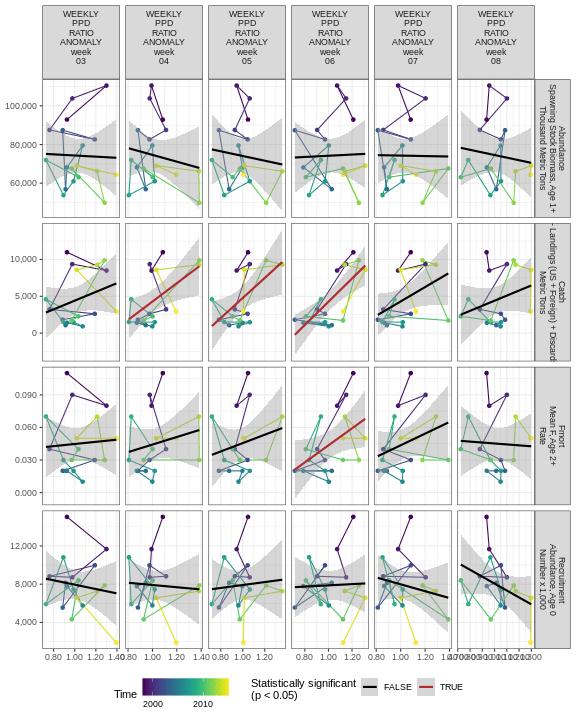 WEEKLY
PPD
RATIO
ANOMALY
week
03
WEEKLY
PPD
RATIO
ANOMALY
week
04
WEEKLY
PPD
RATIO
ANOMALY
week
05
WEEKLY
PPD
RATIO
ANOMALY
week
06
WEEKLY
PPD
RATIO
ANOMALY
week
07
WEEKLY
PPD
RATIO
ANOMALY
week
08
100,000
80,000
60,000
Abundance
Spawning Stock Biomass, Age 1+
Thousand Metric Tons
10,000
5,000
0
Catch
- Landings (US + Foreign) + Discard
Metric Tons
0.090
0.060
0.030
0.000
Fmort
Mean F, Age 2+
Rate
12,000
8,000
4,000
Recruitment
Abundance, Age 0
Number x 1,000
0.80 1.00 1.20
0.80 1.00 1.20 1.40
0.80 1.00 1.20
0.80 1.00 1.20
0.80 1.00 1.20
Time
2000 2010
Statistically significant
(p < 0.05)
FALSE
TRUE